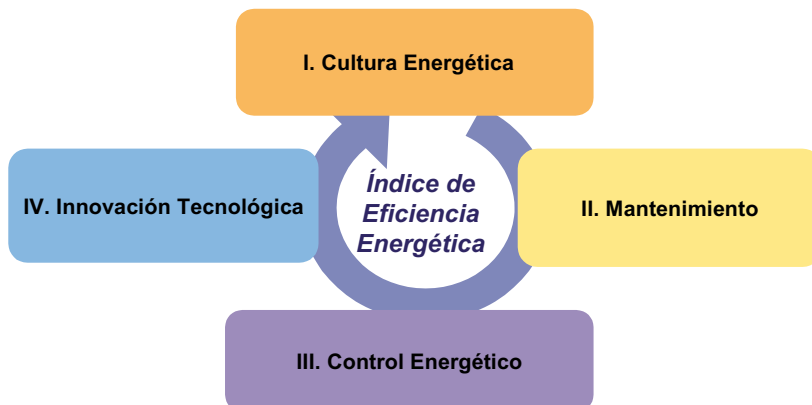 I. Cultura Energética
IV. Innovación Tecnológica
Índice de
Eficiencia
Energética
II. Mantenimiento
III. Control Energético